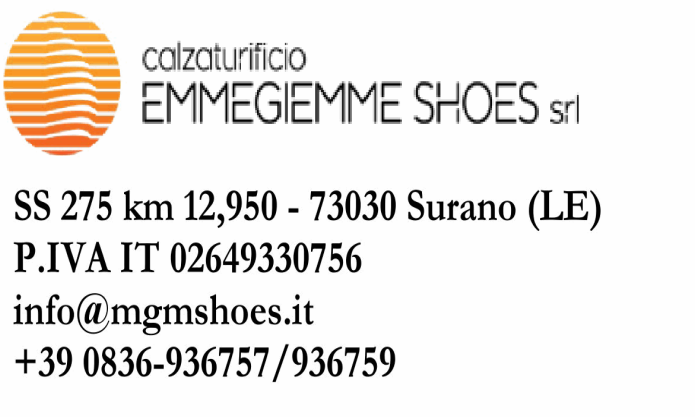 calzaturificio
EMMEGIEMME SHOES srl
SS 275 km 12,950 - 73030 Surano (LE)
P.IVA IT 02649330756
info@mgmshoes.it
+39 0836-936757/936759